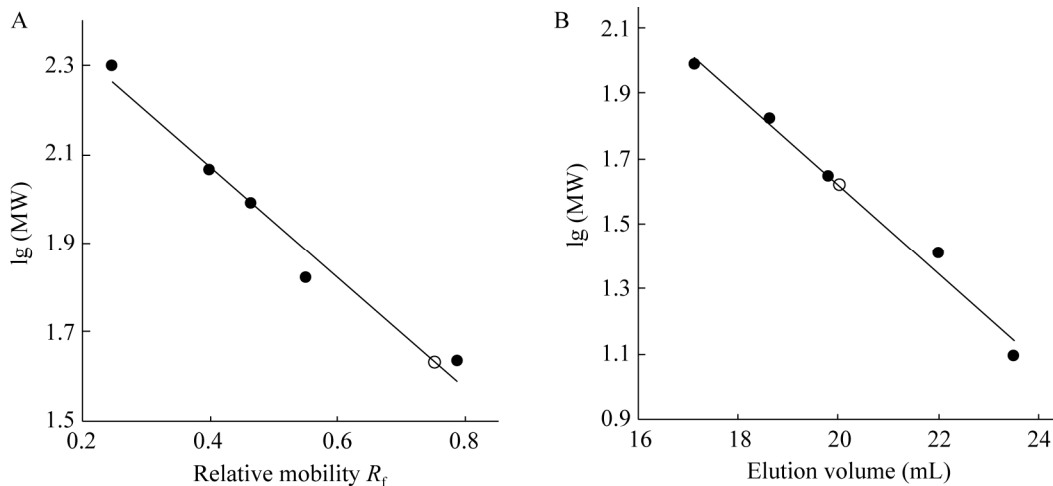 A
2.3
2.1
1.9
1.7
1.5
lg (MW)
0.2 0.4 0.6 0.8
Relative mobility Rf
B
2.1
1.9
1.7
1.5
1.3
1.1
0.9
lg (MW)
16 18 20 22 24
Elution volume (mL)